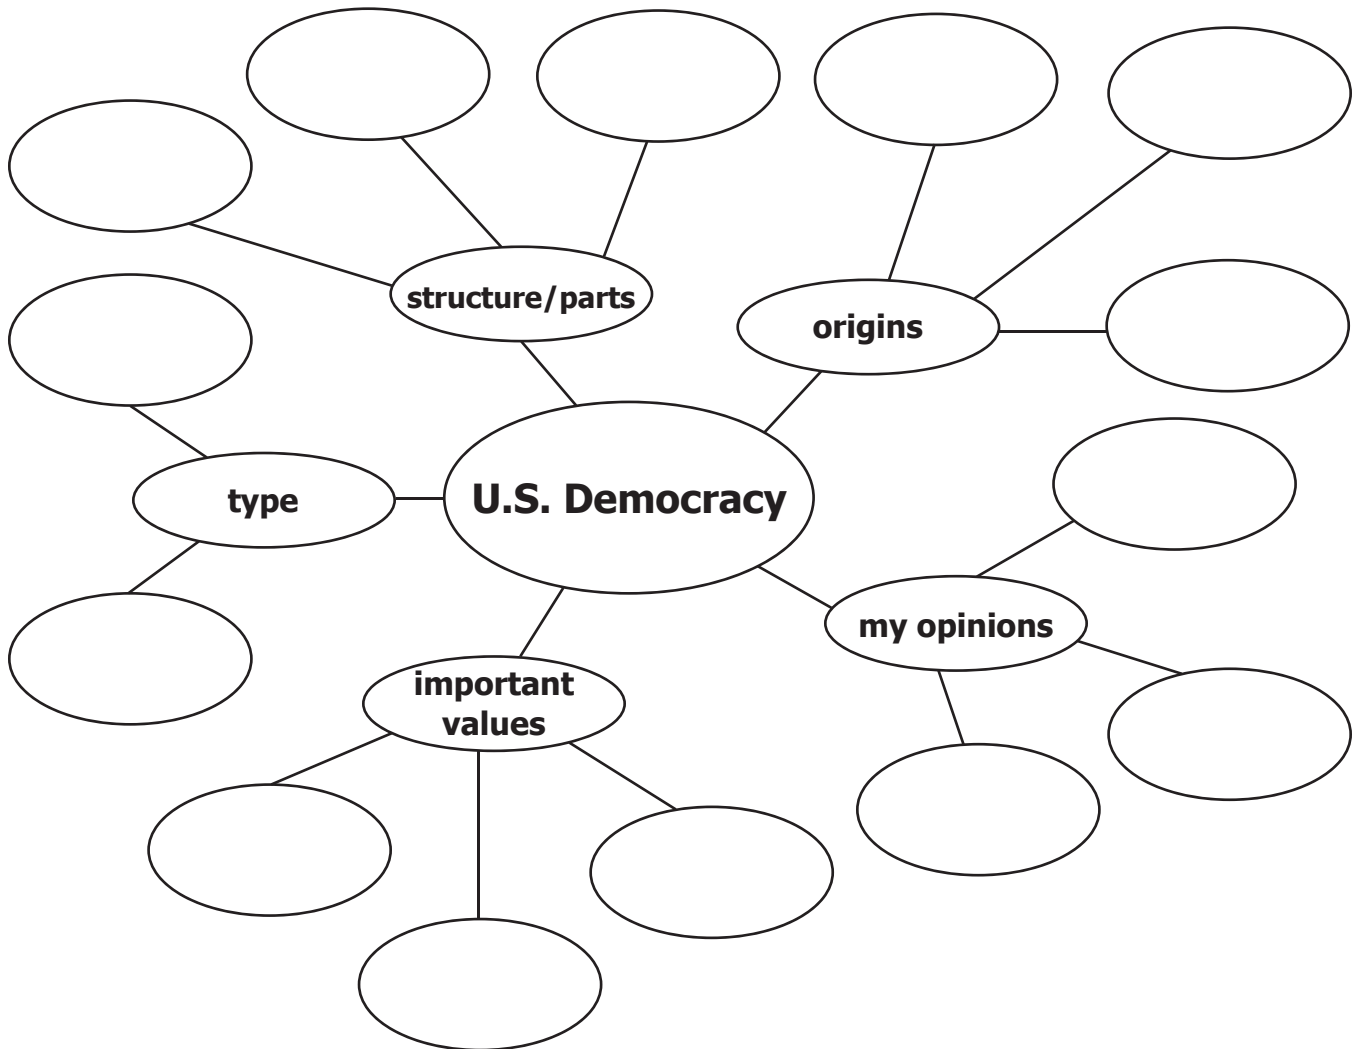 structure/parts
origins
type
U.S. Democracy
my opinions
important
values